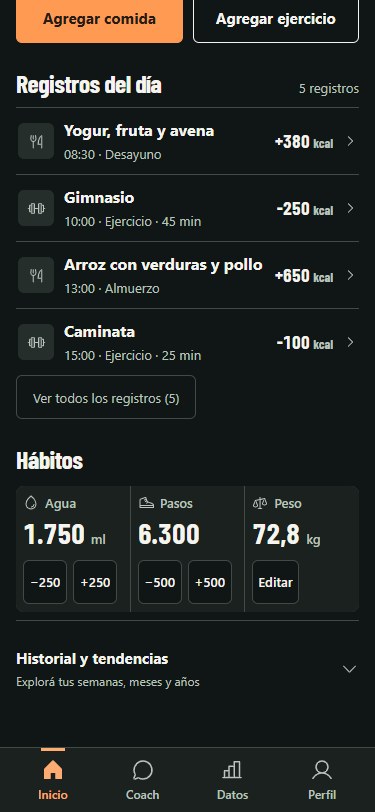 Agregar comida
Agregar ejercicio
Registros del día
5 registros
Yogur, fruta y avena
+380 kcal
08:30 · Desayuno
Gimnasio
-250 kcal
10:00 · Ejercicio · 45 min
Arroz con verduras y pollo
+650 kcal
13:00 · Almuerzo
Caminata
-100 kcal
15:00 · Ejercicio · 25 min
Ver todos los registros (5)
Hábitos
Agua
1.750 ml
−250
+250
Pasos
6.300
−500
+500
Peso
72,8 kg
Editar
Historial y tendencias
Explorá tus semanas, meses y años
Inicio
Coach
Datos
Perfil